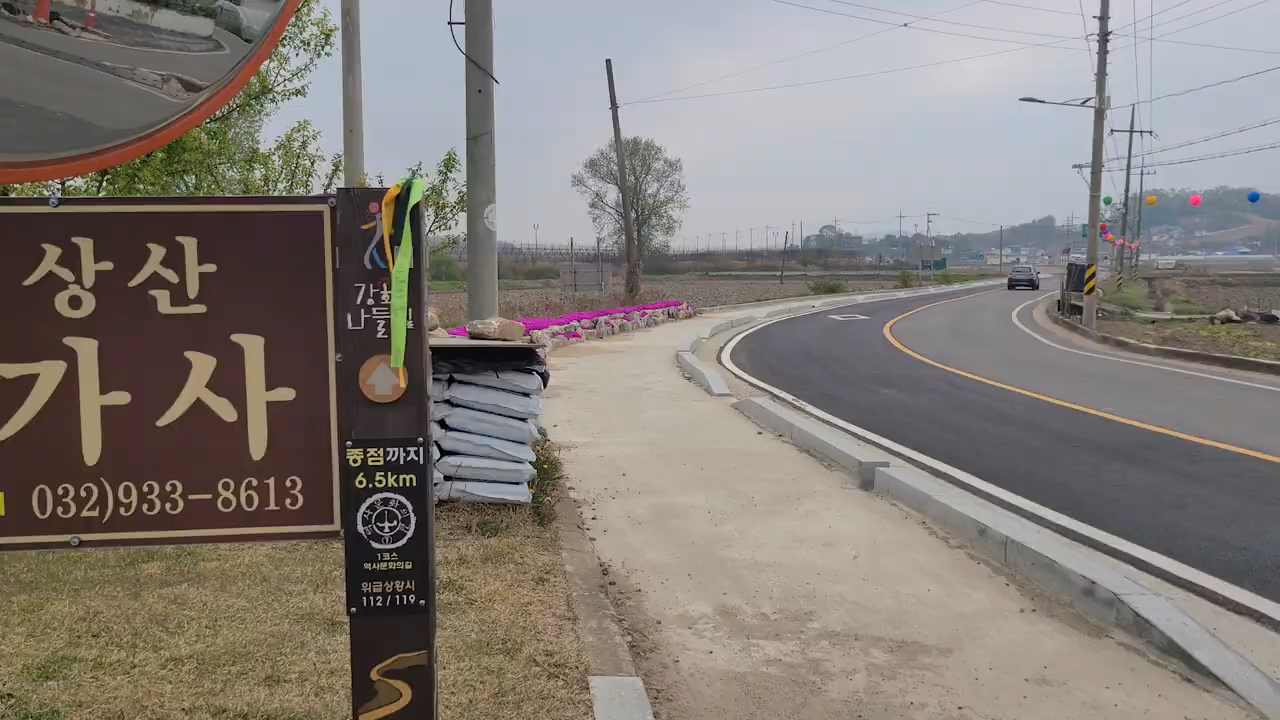 상산
가사
032)933-8613
강화
나들길
종점까지
6.5km
1코스
역사문화의길
위급상황시
112 / 119